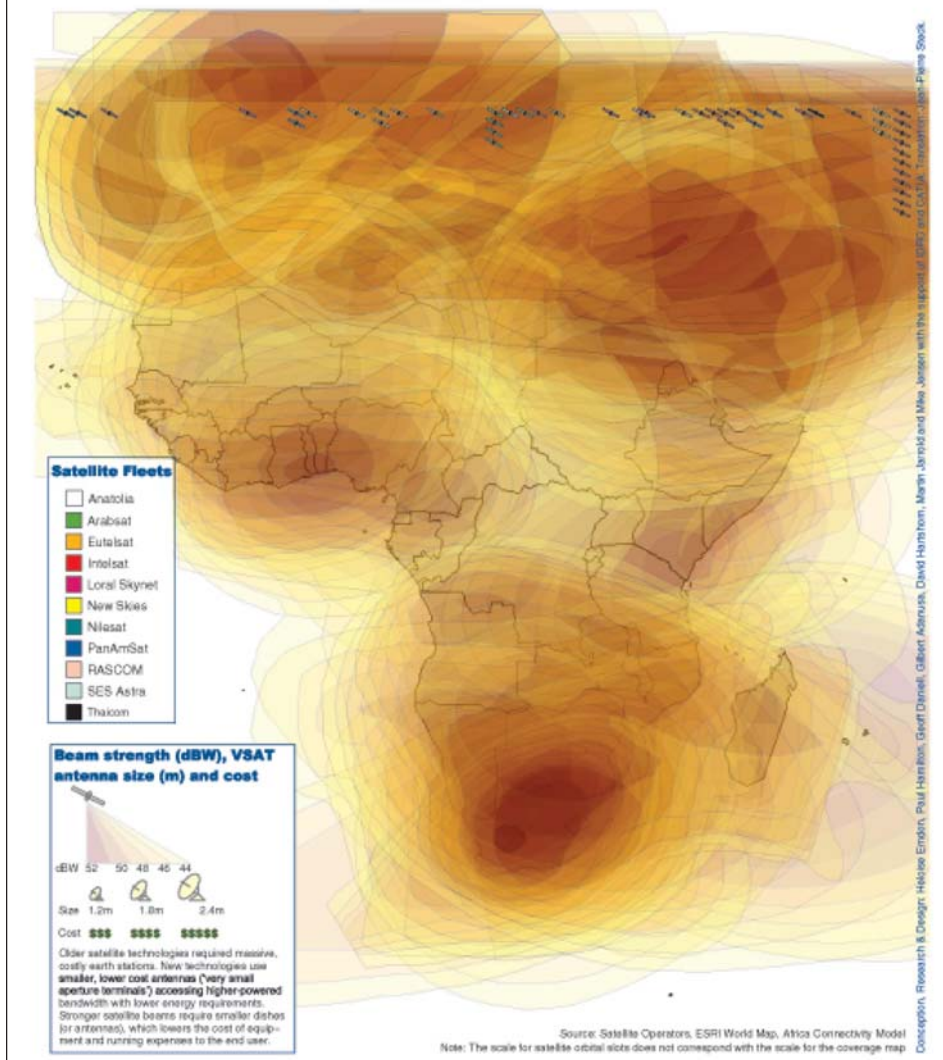 Satellite Fleets
Anatolia
Arabsat
Eutelsat
Intelsat
Loral Skynet
New Skies
Nilesat
PanAmSat
RASCOM
SES Astra
Thaicom
Beam strength (dBW), VSAT
antenna size (m) and cost
dBW 52 50 48 46 44
Size 1.2m 1.8m 2.4m
Cost $$$ $$$$ $$$$$
Older satellite technologies required massive,
costly earth stations. New technologies use
smaller, lower cost antennas ("very small
aperture terminals") accessing higher-powered
bandwidth with lower energy requirements.
Stronger satellite beams require smaller dishes
(or antennas), which lowers the cost of equip-
ment and running expenses to the end user.
Source: Satellite Operators, ESRI World Map, Africa Connectivity Model
Note: The scale for satellite orbital slots does not correspond with the scale for the coverage map
Conception, Research & Design: Heloise Emdon, Paul Hamilton, Geoff Daniell, Gilbert Adanusa, David Hartshorn, Martin Jarrold and Mike Jensen with the support of IDRC and CATIA. Translation: Jean-Pierre Steck.